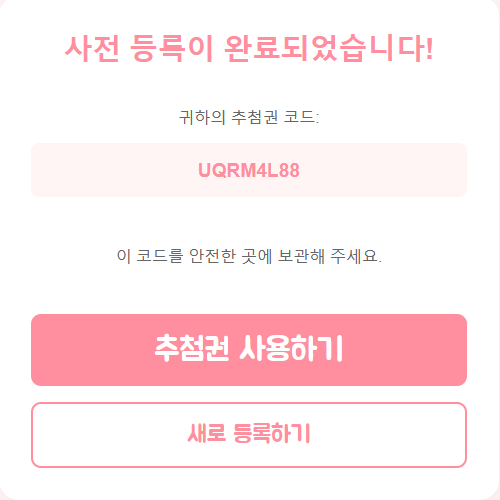 사전 등록이 완료되었습니다!
귀하의 추첨권 코드:
UQRM4L88
이 코드를 안전한 곳에 보관해 주세요.
추첨권 사용하기
새로 등록하기